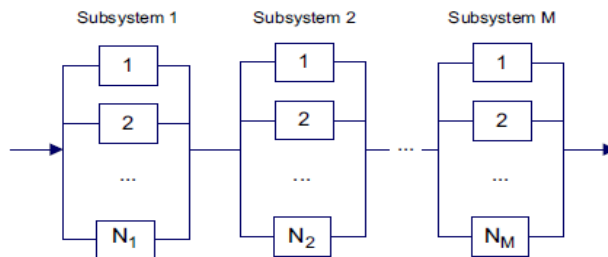 Subsystem 1 Subsystem 2 Subsystem M
1 1 1
2 2 2
... ... ... ...
N1 N2 NM